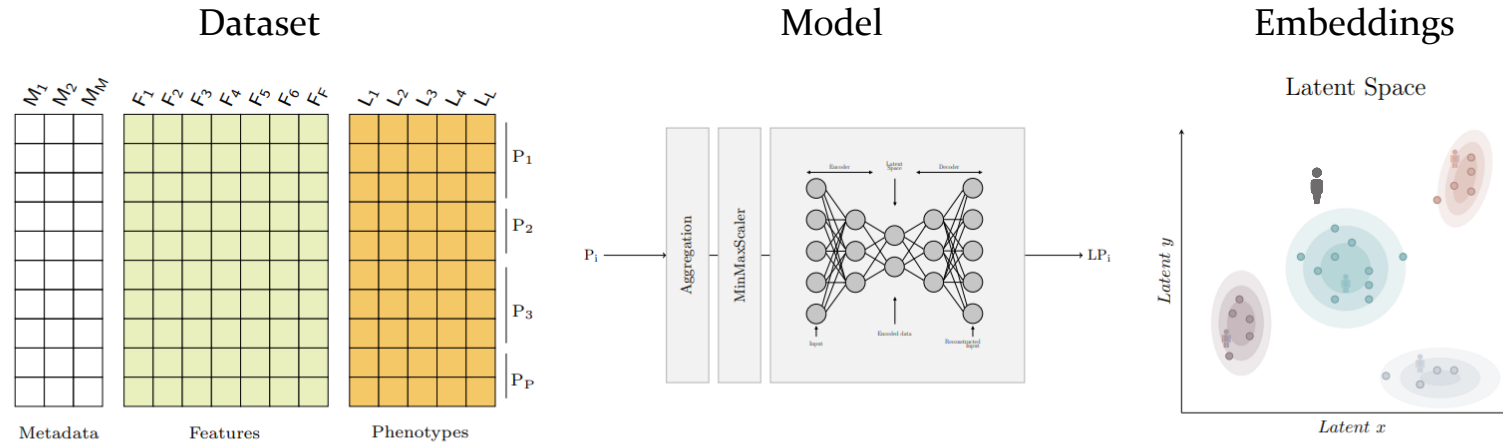 Dataset
Model
Embeddings
M1 M2 MM
F1 F2 F3 F4 F5 F6 FF
L1 L2 L3 L4 LL
P1
P2
P3
PP
Metadata
Features
Phenotypes
Pi
Aggregation
MinMaxScaler
Encoder
Latent
Space
Decoder
Input
Encoded data
Reconstructed
Input
LPi
Latent Space
Latent y
Latent x